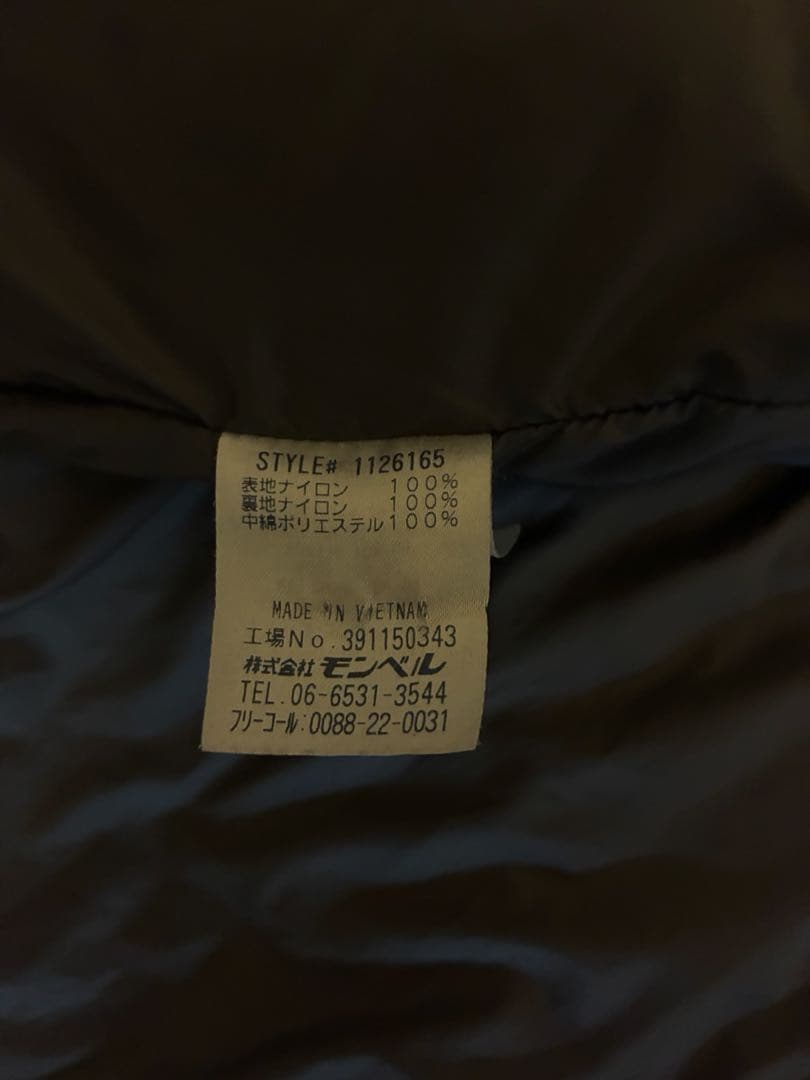 STYLE# 1126165
表地ナイロン 100%
裏地ナイロン 100%
中綿ポリエステル100%
MADE IN VIETNAM
工場No.391150343
株式会社モンベル
TEL.06-6531-3544
フリーコール:0088-22-0031